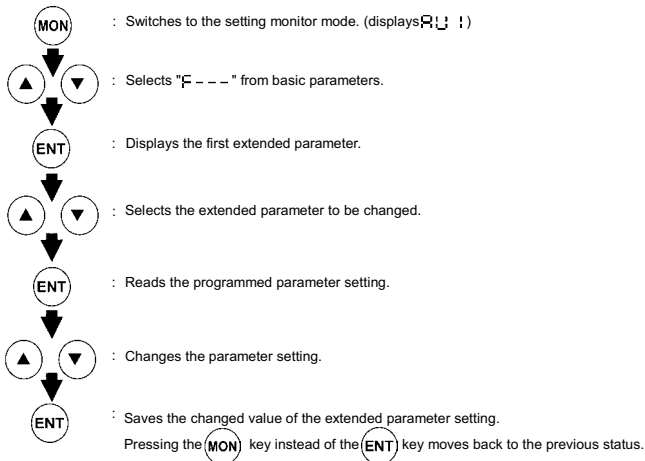 MON : Switches to the setting monitor mode. (displays AU 1)
▲ ▼ : Selects "F - - -" from basic parameters.
ENT : Displays the first extended parameter.
▲ ▼ : Selects the extended parameter to be changed.
ENT : Reads the programmed parameter setting.
▲ ▼ : Changes the parameter setting.
ENT : Saves the changed value of the extended parameter setting.
Pressing the MON key instead of the ENT key moves back to the previous status.